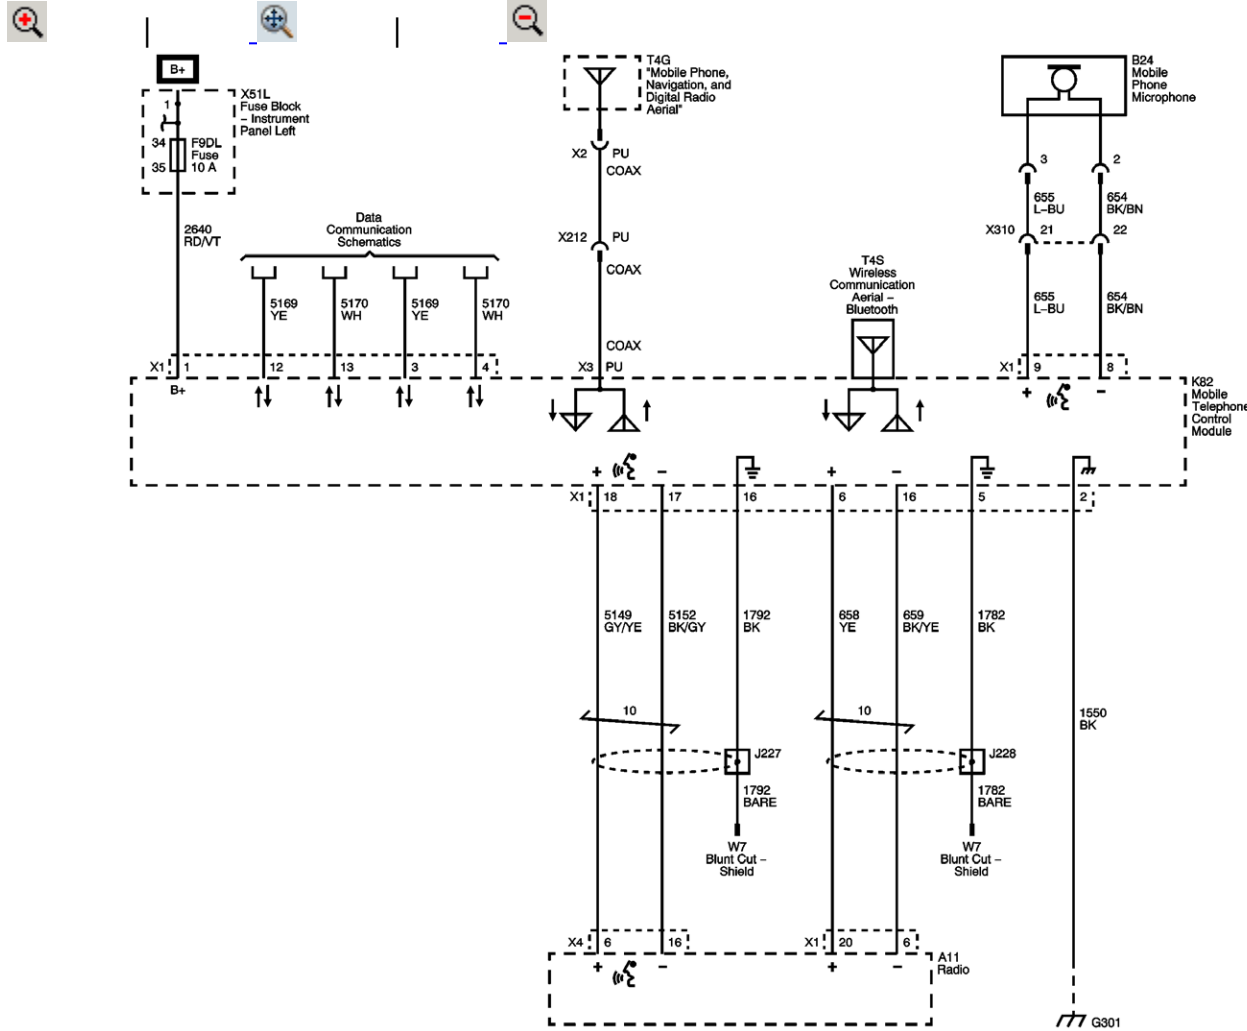 B+
X51L
Fuse Block
– Instrument
Panel Left
1
34
35
F9DL
Fuse
10 A
2640
RD/VT
Data
Communication
Schematics
5169
YE
5170
WH
5169
YE
5170
WH
T4G
"Mobile Phone,
Navigation, and
Digital Radio
Aerial"
X2
PU
COAX
X212
PU
COAX
COAX
X3
PU
T4S
Wireless
Communication
Aerial –
Bluetooth
B24
Mobile
Phone
Microphone
3
2
655
L–BU
654
BK/BN
X310
21
22
655
L–BU
654
BK/BN
X1
1
12
13
3
4
X1
9
8
B+
+
–
K82
Mobile
Telephone
Control
Module
+
–
+
–
X1
18
17
16
6
16
5
2
5149
GY/YE
5152
BK/GY
1792
BK
658
YE
659
BK/YE
1782
BK
10
10
1550
BK
J227
J228
1792
BARE
1782
BARE
W7
Blunt Cut –
Shield
W7
Blunt Cut –
Shield
X4
6
16
X1
20
6
A11
Radio
+
–
+
–
G301